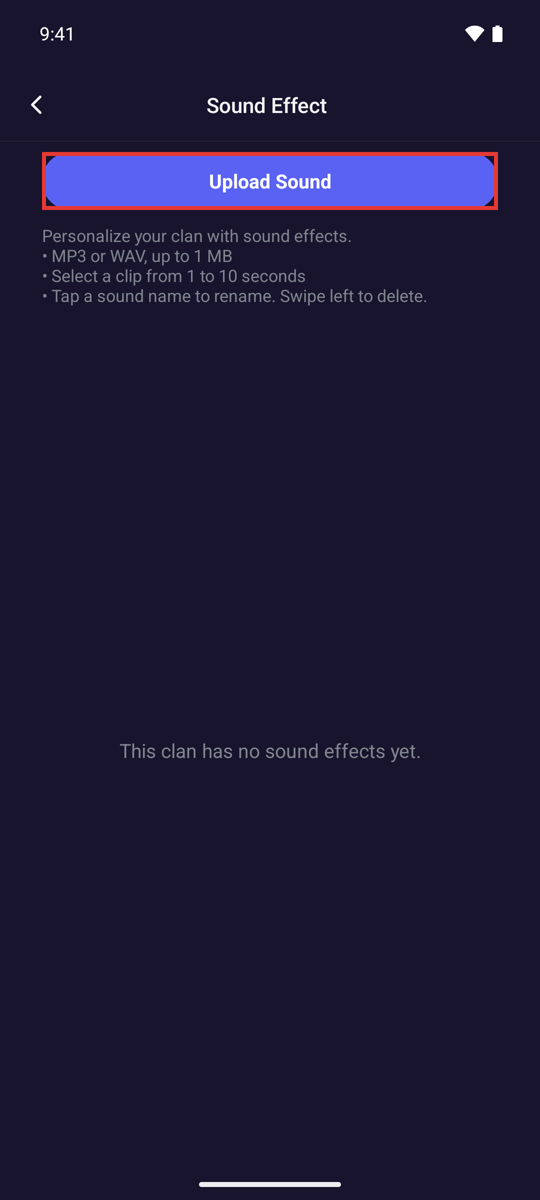 9:41
Sound Effect
Upload Sound
Personalize your clan with sound effects.
• MP3 or WAV, up to 1 MB
• Select a clip from 1 to 10 seconds
• Tap a sound name to rename. Swipe left to delete.
This clan has no sound effects yet.